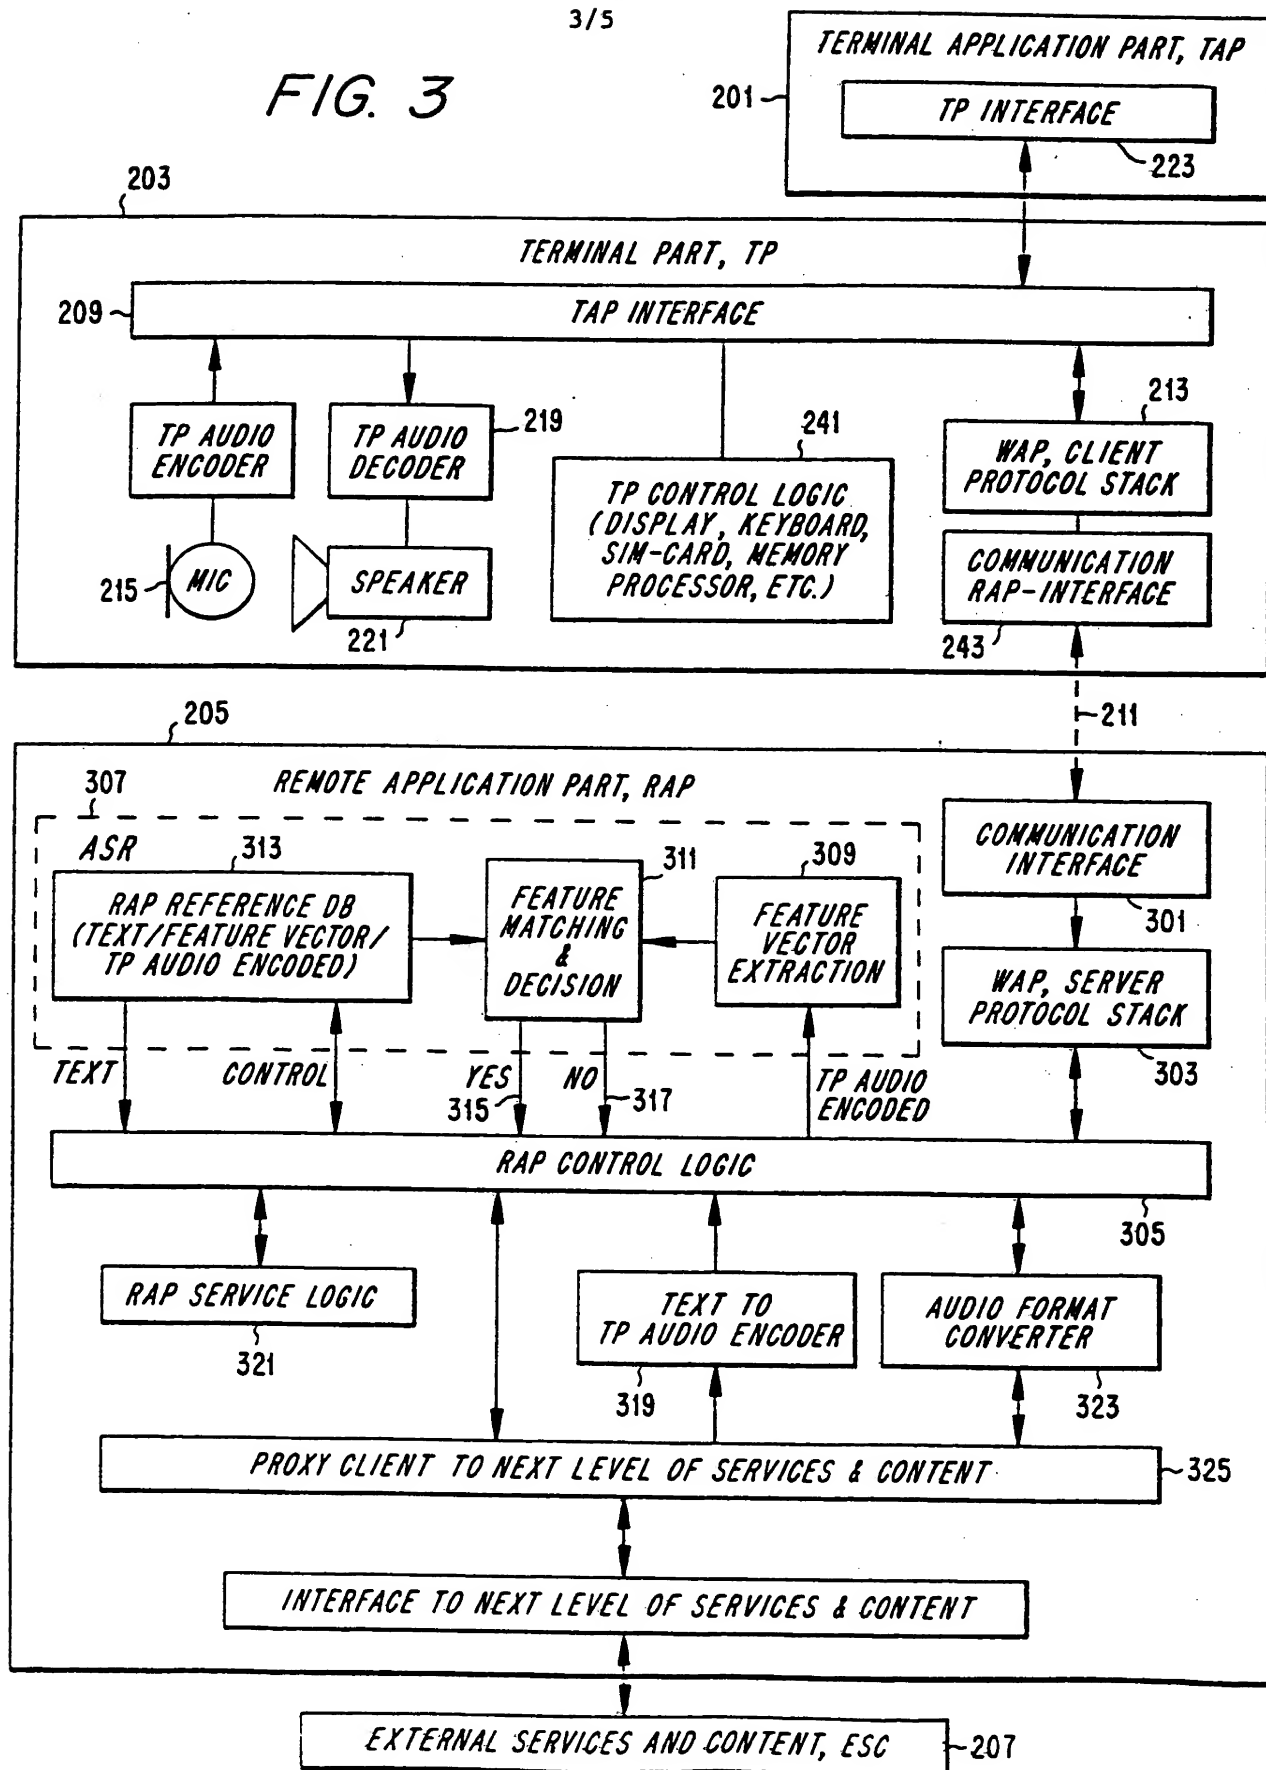 3/5
FIG. 3
TERMINAL APPLICATION PART, TAP
201
TP INTERFACE
223
203
TERMINAL PART, TP
209
TAP INTERFACE
TP AUDIO
ENCODER
219
TP AUDIO
DECODER
241
TP CONTROL LOGIC
(DISPLAY, KEYBOARD,
SIM-CARD, MEMORY
PROCESSOR, ETC.)
213
WAP, CLIENT
PROTOCOL STACK
215
MIC
SPEAKER
221
COMMUNICATION
RAP-INTERFACE
243
211
205
REMOTE APPLICATION PART, RAP
307
ASR
313
RAP REFERENCE DB
(TEXT/FEATURE VECTOR/
TP AUDIO ENCODED)
311
FEATURE
MATCHING
&
DECISION
309
FEATURE
VECTOR
EXTRACTION
COMMUNICATION
INTERFACE
301
WAP, SERVER
PROTOCOL STACK
303
TEXT
CONTROL
YES
315
NO
317
TP AUDIO
ENCODED
RAP CONTROL LOGIC
305
RAP SERVICE LOGIC
321
TEXT TO
TP AUDIO ENCODER
319
AUDIO FORMAT
CONVERTER
323
PROXY CLIENT TO NEXT LEVEL OF SERVICES & CONTENT
325
INTERFACE TO NEXT LEVEL OF SERVICES & CONTENT
EXTERNAL SERVICES AND CONTENT, ESC
207